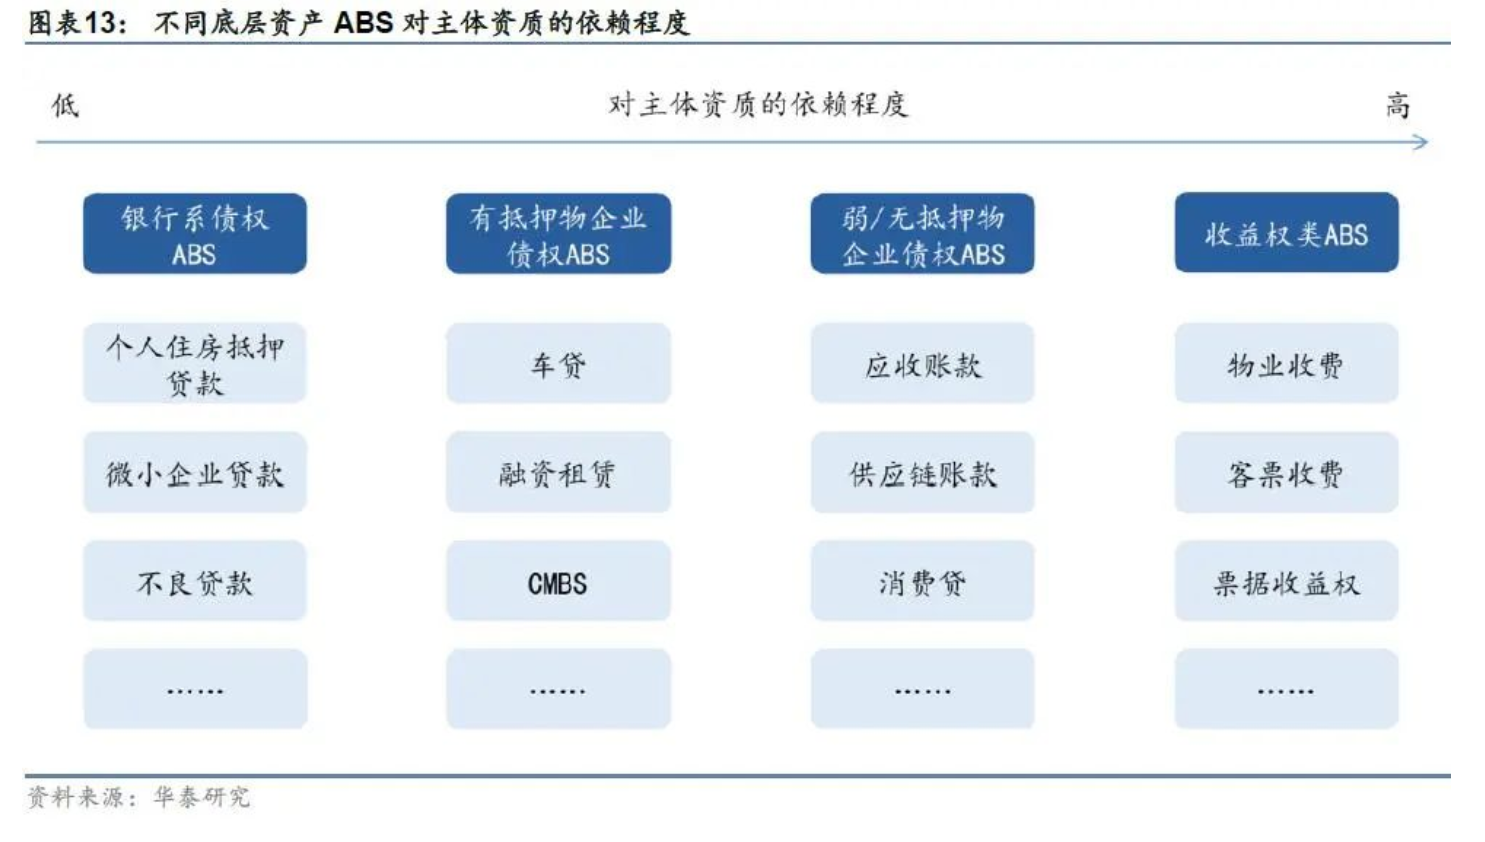 图表13： 不同底层资产 ABS 对主体资质的依赖程度
低 对主体资质的依赖程度 高
银行系债权
ABS
有抵押物企业
债权ABS
弱/无抵押物
企业债权ABS
收益权类ABS
个人住房抵押
贷款
车贷
应收账款
物业收费
微小企业贷款
融资租赁
供应链账款
客票收费
不良贷款
CMBS
消费贷
票据收益权
……
……
……
……
资料来源：华泰研究